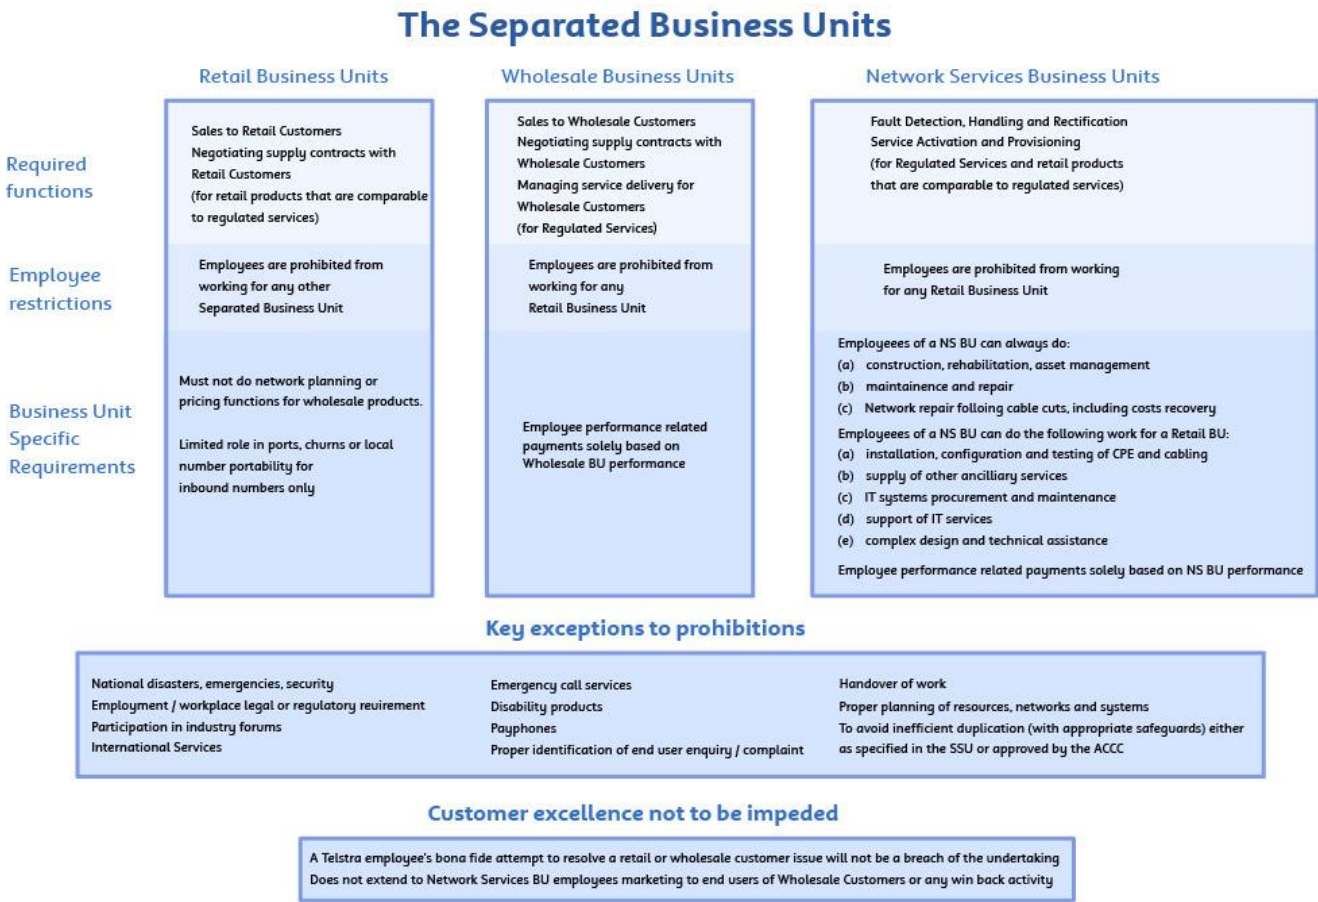 The Separated Business Units
Retail Business Units
Wholesale Business Units
Network Services Business Units
Required
functions
Sales to Retail Customers
Negotiating supply contracts with
Retail Customers
(for retail products that are comparable
to regulated services)
Sales to Wholesale Customers
Negotiating supply contracts with
Wholesale Customers
Managing service delivery for
Wholesale Customers
(for Regulated Services)
Fault Detection, Handling and Rectification
Service Activation and Provisioning
(for Regulated Services and retail products
that are comparable to regulated services)
Employee
restrictions
Employees are prohibited from
working for any other
Separated Business Unit
Employees are prohibited from
working for any
Retail Business Unit
Employees are prohibited from working
for any Retail Business Unit
Business Unit
Specific
Requirements
Must not do network planning or
pricing functions for wholesale products.
Limited role in ports, churns or local
number portability for
inbound numbers only
Employee performance related
payments solely based on
Wholesale BU performance
Employeees of a NS BU can always do:
(a) construction, rehabilitation, asset management
(b) maintainence and repair
(c) Network repair folloing cable cuts, including costs recovery
Employeees of a NS BU can do the following work for a Retail BU:
(a) installation, configuration and testing of CPE and cabling
(b) supply of other ancilliary services
(c) IT systems procurement and maintenance
(d) support of IT services
(e) complex design and technical assistance
Employee performance related payments solely based on NS BU performance
Key exceptions to prohibitions
National disasters, emergencies, security
Employment / workplace legal or regulatory reuirement
Participation in industry forums
International Services
Emergency call services
Disability products
Payphones
Proper identification of end user enquiry / complaint
Handover of work
Proper planning of resources, networks and systems
To avoid inefficient duplication (with appropriate safeguards) either
as specified in the SSU or approved by the ACCC
Customer excellence not to be impeded
A Telstra employee's bona fide attempt to resolve a retail or wholesale customer issue will not be a breach of the undertaking
Does not extend to Network Services BU employees marketing to end users of Wholesale Customers or any win back activity